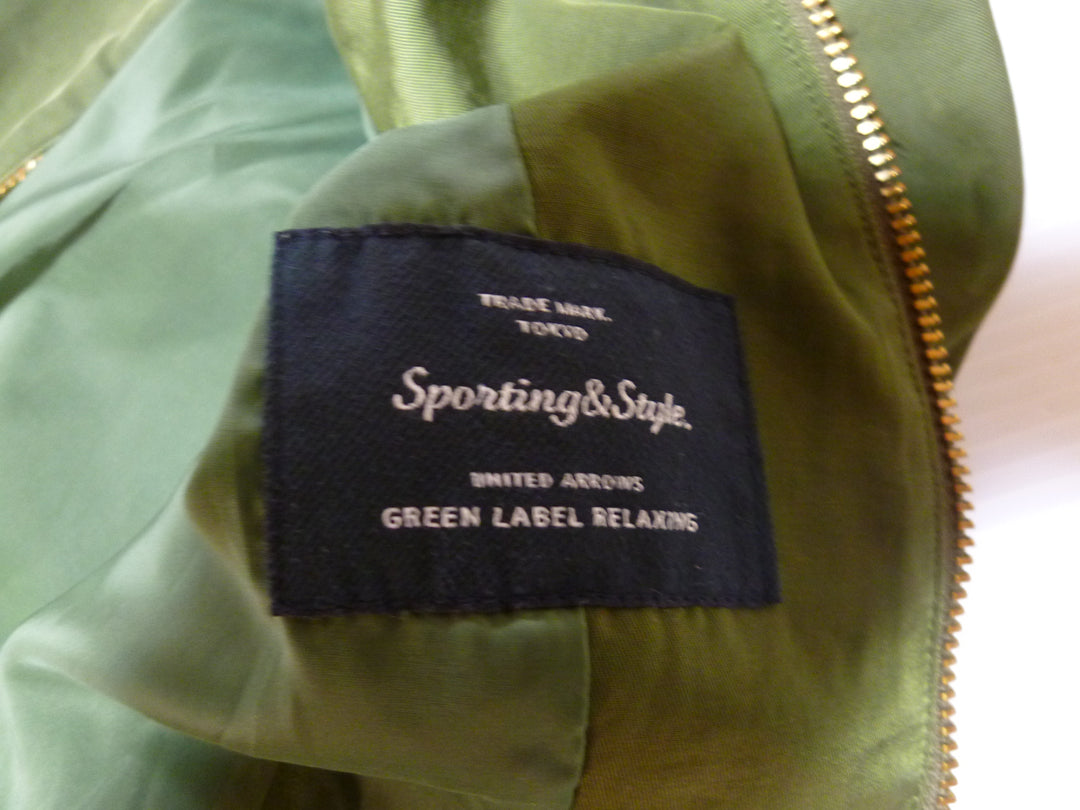 TRADE MARK.
TOKYO
Sporting&Style.
UNITED ARROWS
GREEN LABEL RELAXING